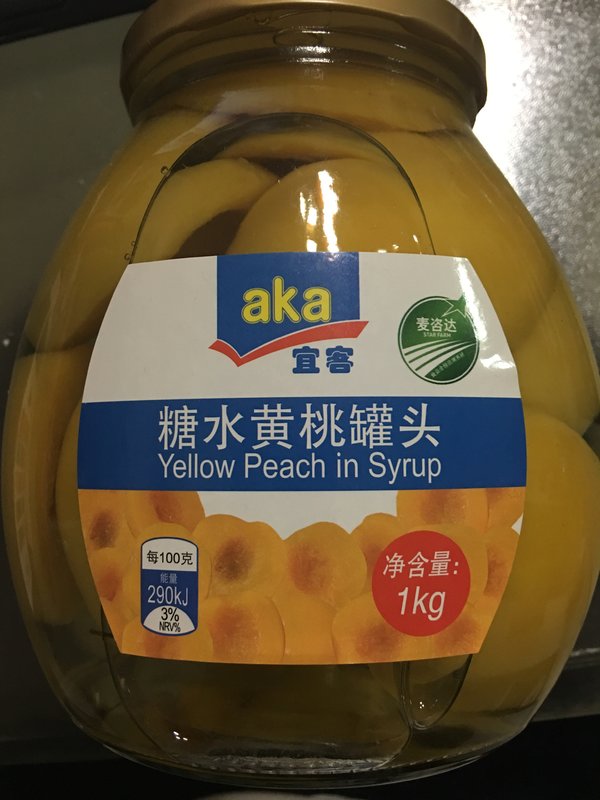 aka
宜客
麦咨达
STAR FARM
糖水黄桃罐头
Yellow Peach in Syrup
每100克
能量
290kJ
3%
NRV%
净含量:
1kg